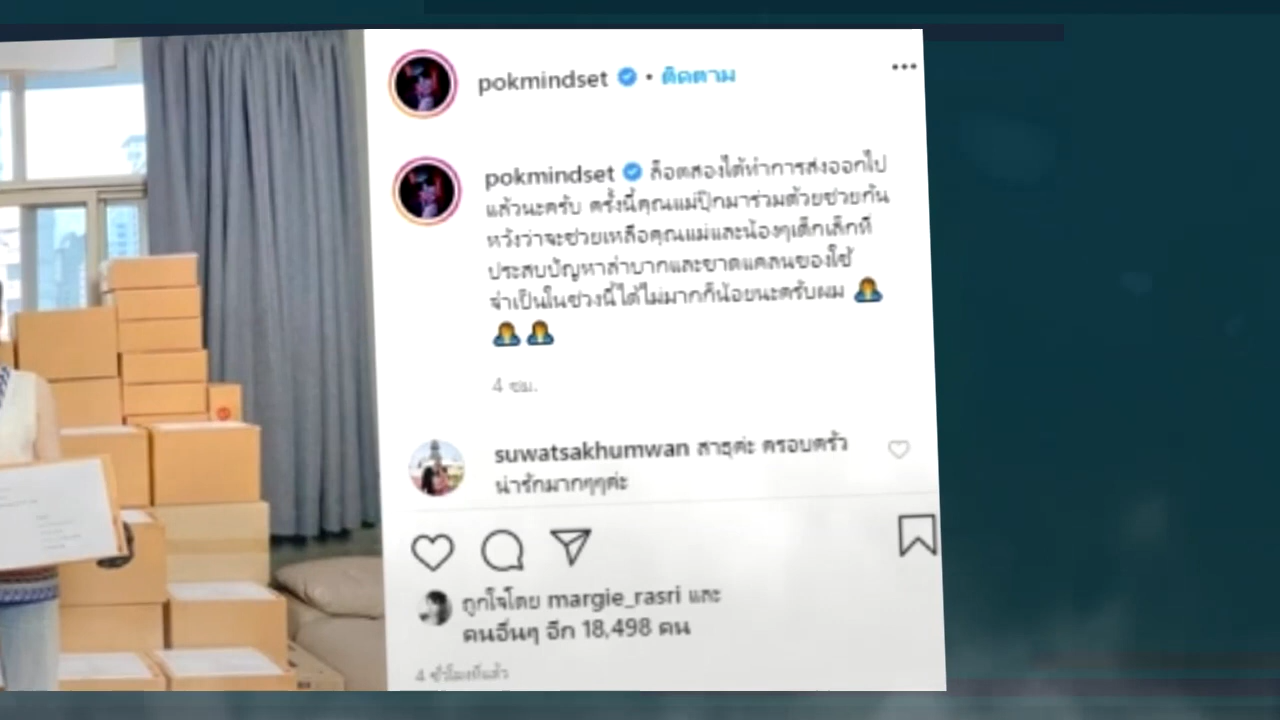 pokmindset • ติดตาม
pokmindset ล็อตสองได้ทำการส่งออกไป
แล้วนะครับ ครั้งนี้คุณแม่ปุ๊กมาร่วมด้วยช่วยกัน
หวังว่าจะช่วยเหลือคุณแม่และน้องๆเด็กเล็กที่
ประสบปัญหาลำบากและขาดแคลนของใช้
จำเป็นในช่วงนี้ได้ไม่มากก็น้อยนะครับผม
4 ชม.
suwatsakhumwan สาธุค่ะ ครอบครัว
น่ารักมากๆๆค่ะ
ถูกใจโดย margie_rasri และ
คนอื่นๆ อีก 18,498 คน
4 ชั่วโมงที่แล้ว